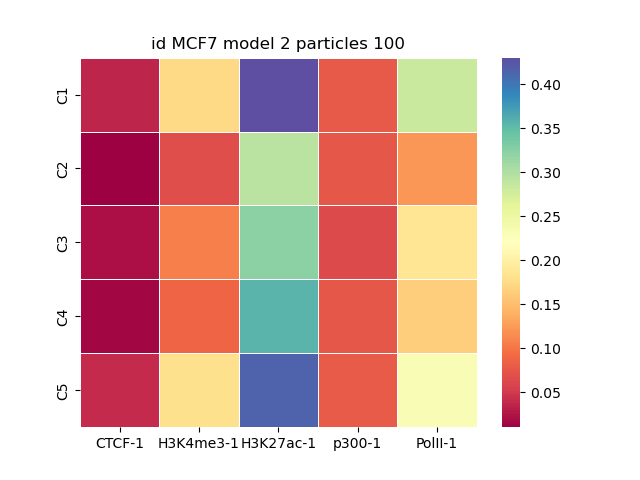 id MCF7 model 2 particles 100
C1
C2
C3
C4
C5
CTCF-1 H3K4me3-1 H3K27ac-1 p300-1 PolII-1
0.40
0.35
0.30
0.25
0.20
0.15
0.10
0.05